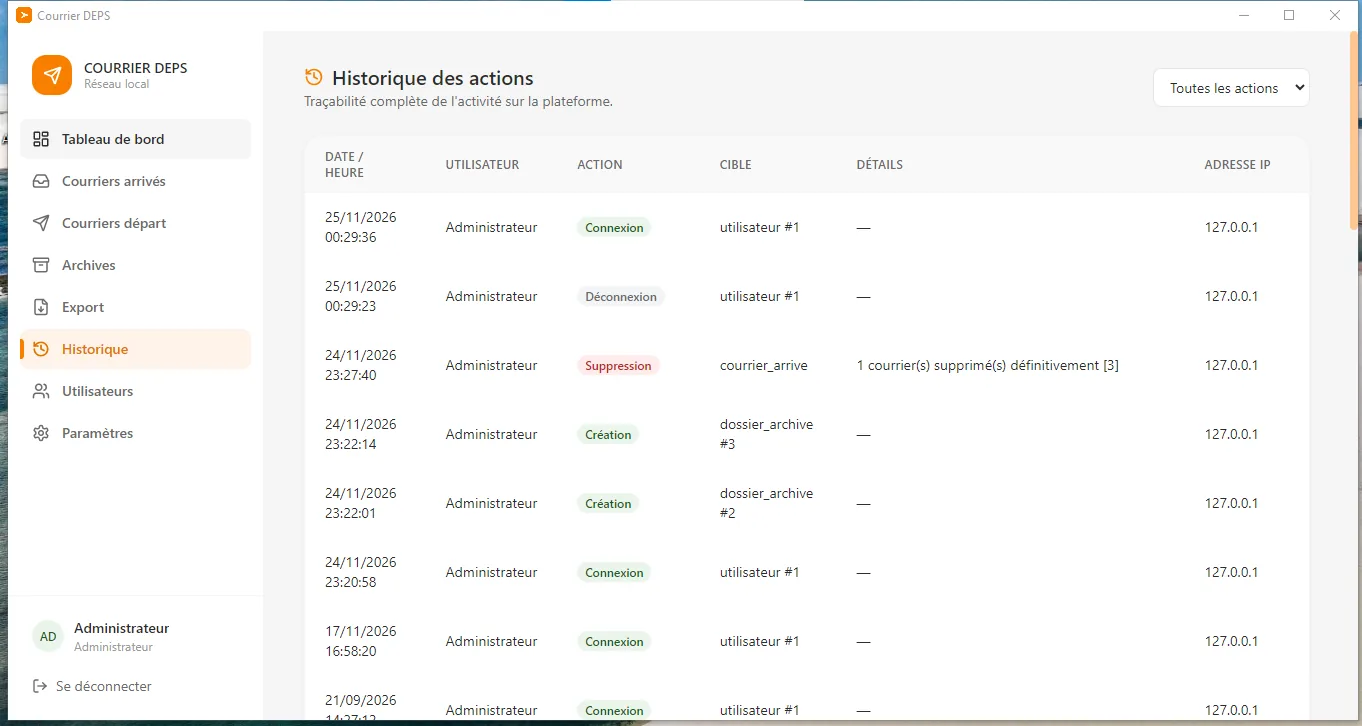 Courrier DEPS
COURRIER DEPS
Réseau local
Tableau de bord
Courriers arrivés
Courriers départ
Archives
Export
Historique
Utilisateurs
Paramètres
AD
Administrateur
Administrateur
Se déconnecter
Historique des actions
Traçabilité complète de l'activité sur la plateforme.
Toutes les actions
DATE / HEURE UTILISATEUR ACTION CIBLE DÉTAILS ADRESSE IP
25/11/2026 00:29:36 Administrateur Connexion utilisateur #1 — 127.0.0.1
25/11/2026 00:29:23 Administrateur Déconnexion utilisateur #1 — 127.0.0.1
24/11/2026 23:27:40 Administrateur Suppression courrier_arrive 1 courrier(s) supprimé(s) définitivement [3] 127.0.0.1
24/11/2026 23:22:14 Administrateur Création dossier_archive #3 — 127.0.0.1
24/11/2026 23:22:01 Administrateur Création dossier_archive #2 — 127.0.0.1
24/11/2026 23:20:58 Administrateur Connexion utilisateur #1 — 127.0.0.1
17/11/2026 16:58:20 Administrateur Connexion utilisateur #1 — 127.0.0.1
21/09/2026 Administrateur Connexion utilisateur #1 — 127.0.0.1